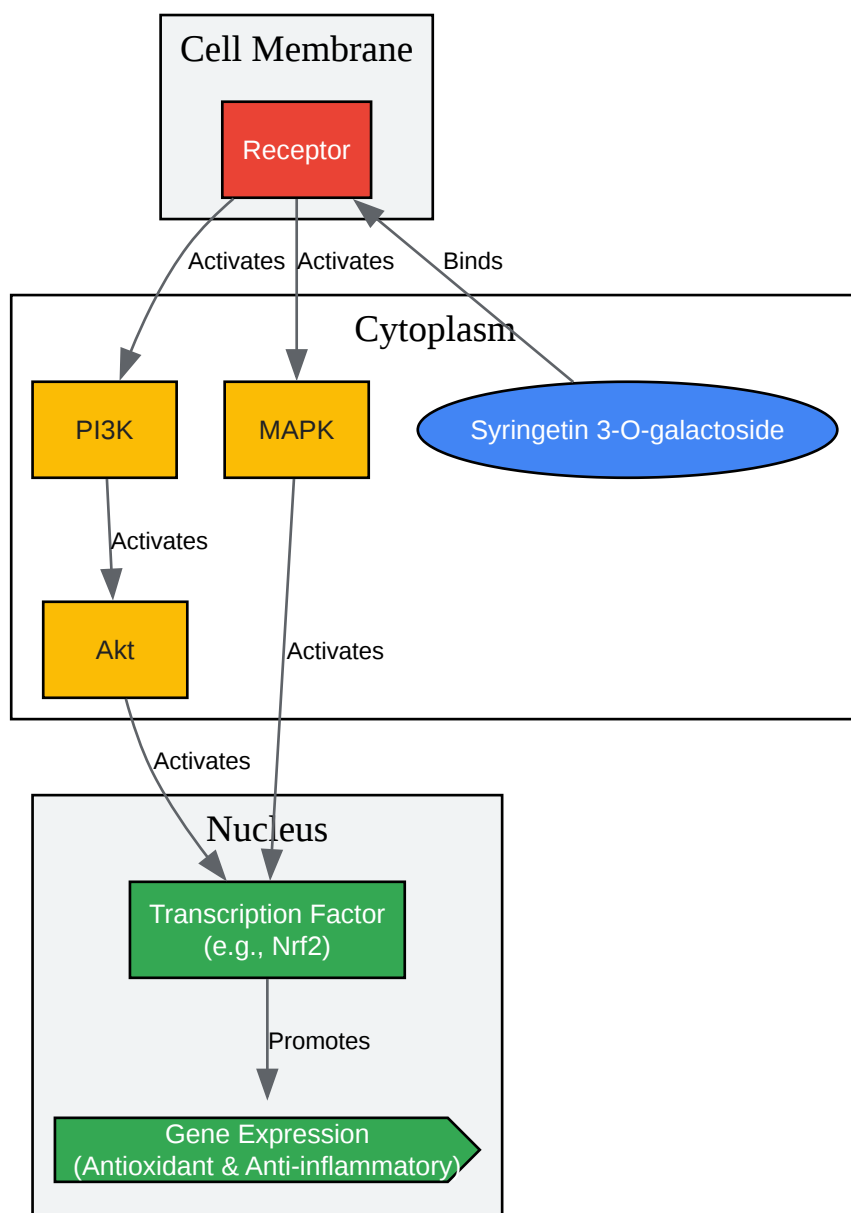 Cell Membrane
Receptor
Activates
Activates
Binds
Cytoplasm
PI3K
MAPK
Syringetin 3-O-galactoside
Activates
Akt
Activates
Activates
Nucleus
Transcription Factor
(e.g., Nrf2)
Promotes
Gene Expression
(Antioxidant & Anti-inflammatory)